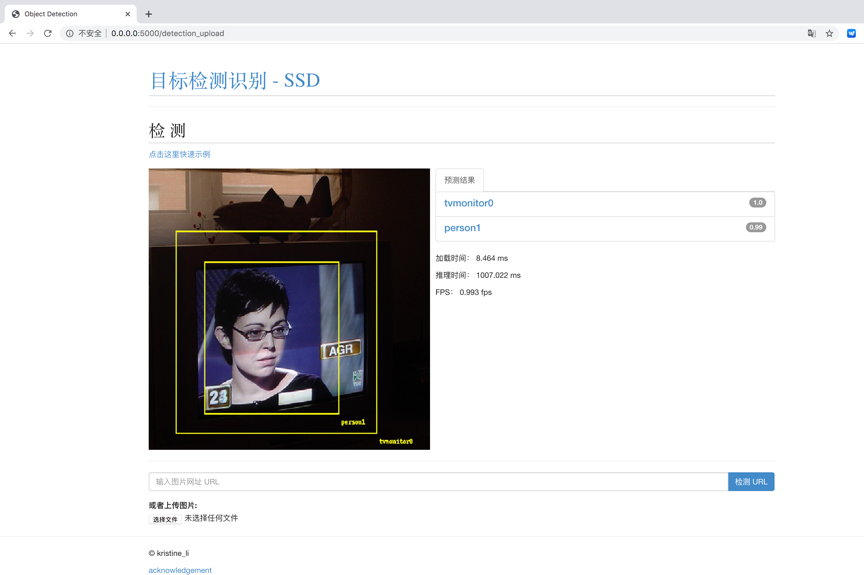 Object Detection
不安全 | 0.0.0.0:5000/detection_upload
目标检测识别 - SSD
检 测
点击这里快速示例
预测结果
tvmonitor0 1.0
person1 0.99
加载时间： 8.464 ms
推理时间： 1007.022 ms
FPS： 0.993 fps
AGR
23
person1
tvmonitor0
输入图片网址 URL
检测 URL
或者上传图片:
选择文件 未选择任何文件
© kristine_li
acknowledgement